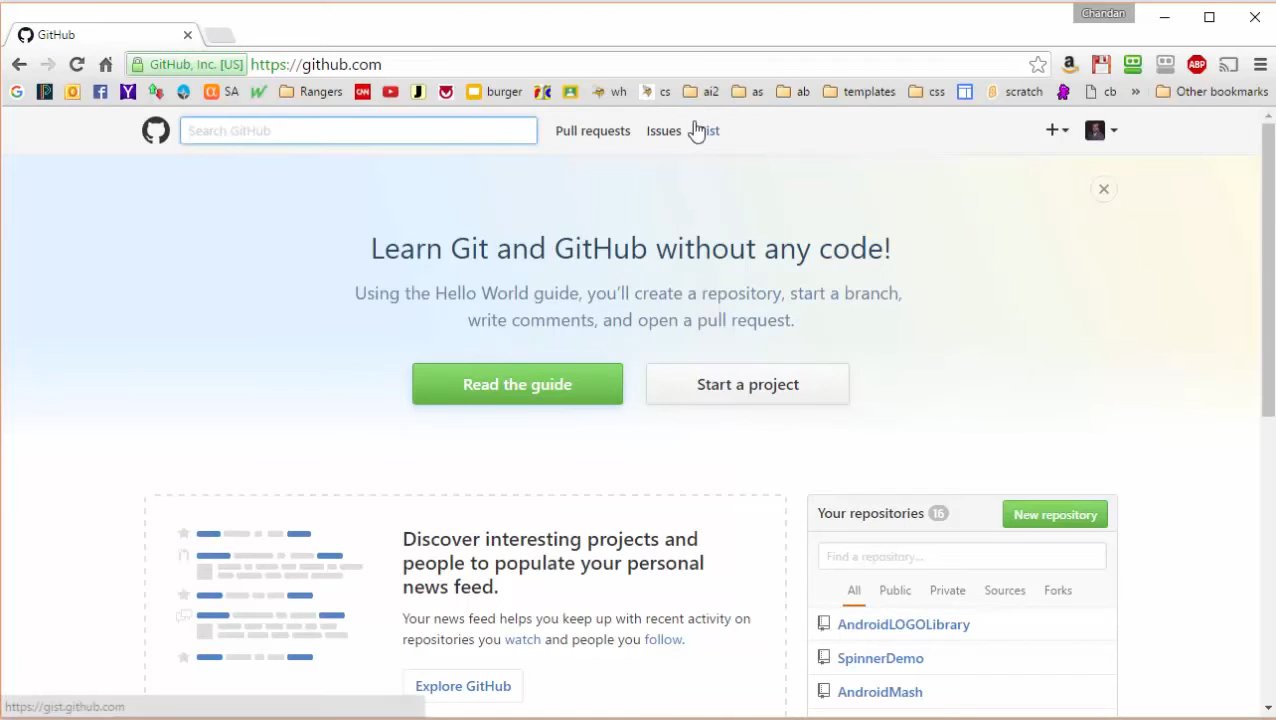 Chandan
GitHub
GitHub, Inc. [US] https://github.com
SA Rangers burger wh cs ai2 as ab templates css scratch cb » Other bookmarks
Search GitHub Pull requests Issues
Learn Git and GitHub without any code!
Using the Hello World guide, you'll create a repository, start a branch,
write comments, and open a pull request.
Read the guide Start a project
Discover interesting projects and
people to populate your personal
news feed.
Your news feed helps you keep up with recent activity on
repositories you watch and people you follow.
Explore GitHub
Your repositories 16 New repository
Find a repository...
All Public Private Sources Forks
AndroidLOGOLibrary
SpinnerDemo
AndroidMash
https://gist.github.com